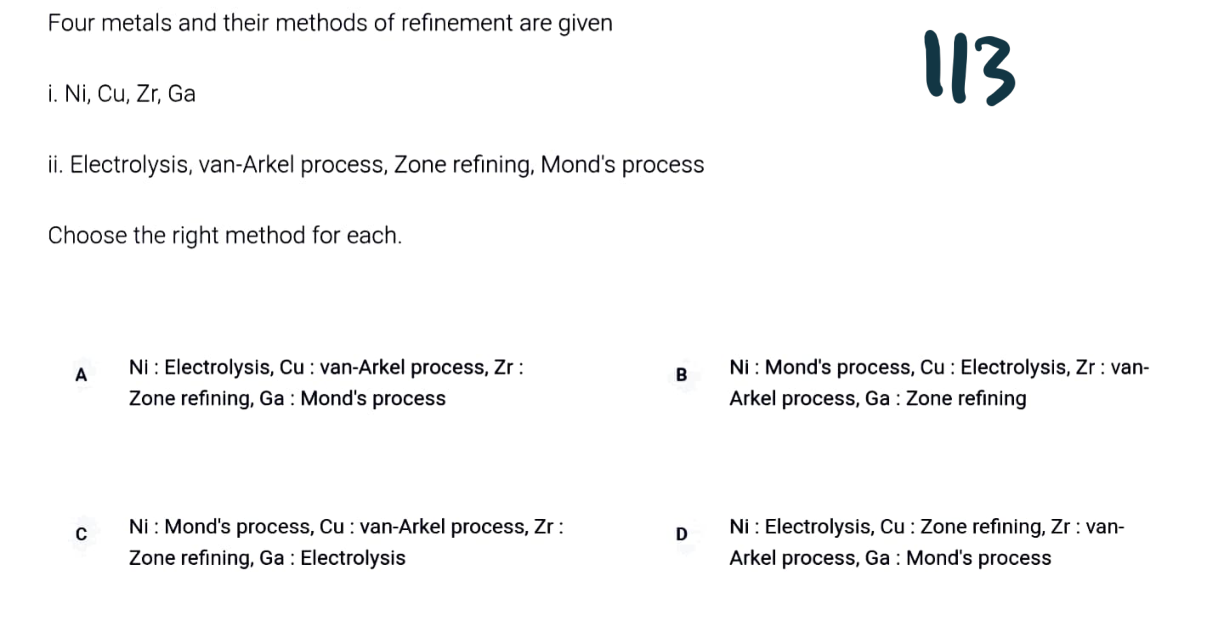 Four metals and their methods of refinement are given
113
i. Ni, Cu, Zr, Ga
ii. Electrolysis, van-Arkel process, Zone refining, Mond's process
Choose the right method for each.
A
Ni : Electrolysis, Cu : van-Arkel process, Zr :
Zone refining, Ga : Mond's process
B
Ni : Mond's process, Cu : Electrolysis, Zr : van-
Arkel process, Ga : Zone refining
C
Ni : Mond's process, Cu : van-Arkel process, Zr :
Zone refining, Ga : Electrolysis
D
Ni : Electrolysis, Cu : Zone refining, Zr : van-
Arkel process, Ga : Mond's process